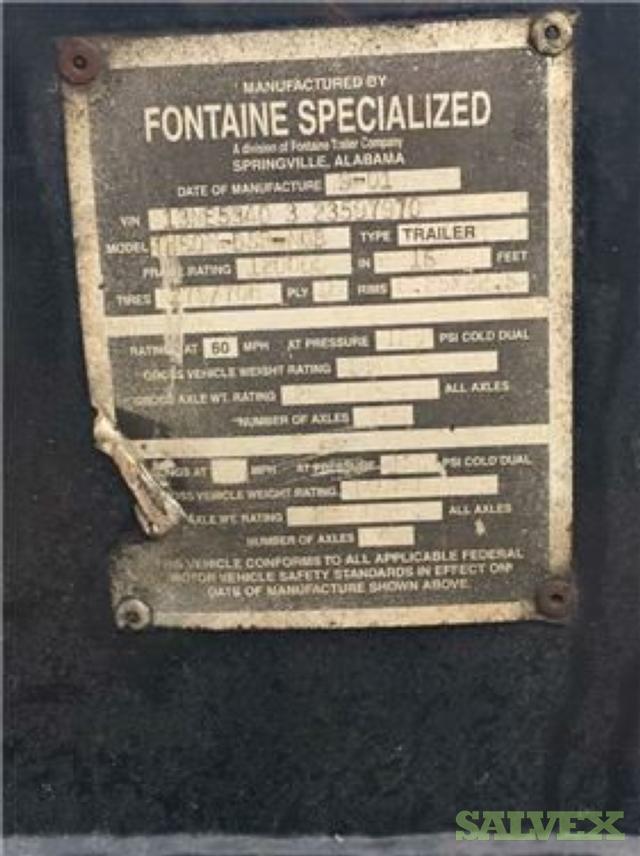 MANUFACTURED BY
FONTAINE SPECIALIZED
A division of Fontaine Trailer Company
SPRINGVILLE, ALABAMA
DATE OF MANUFACTURE
VIN
MODEL TYPE TRAILER
FRAME RATING IN 16 FEET
TIRES PLY RIMS
RATINGS AT 60 MPH AT PRESSURE PSI COLD DUAL
GROSS VEHICLE WEIGHT RATING
GROSS AXLE WT. RATING ALL AXLES
NUMBER OF AXLES
AT MPH AT PRESSURE PSI COLD DUAL
VEHICLE WEIGHT RATING
AXLE WT. RATING ALL AXLES
NUMBER OF AXLES
THIS VEHICLE CONFORMS TO ALL APPLICABLE FEDERAL
MOTOR VEHICLE SAFETY STANDARDS IN EFFECT ON
DATE OF MANUFACTURE SHOWN ABOVE.
SALVEX